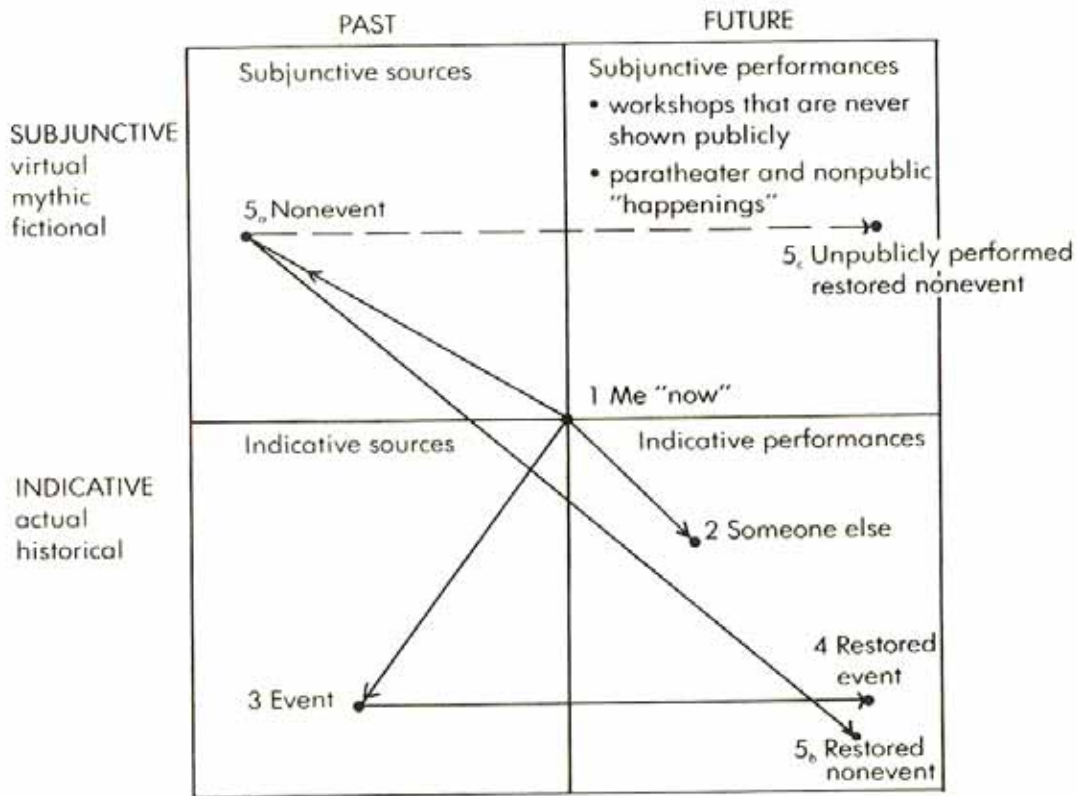 PAST
FUTURE
SUBJUNCTIVE
virtual
mythic
fictional
Subjunctive sources
Subjunctive performances
• workshops that are never
shown publicly
• paratheater and nonpublic
"happenings"
5a Nonevent
5c Unpublicly performed
restored nonevent
1 Me "now"
INDICATIVE
actual
historical
Indicative sources
Indicative performances
2 Someone else
3 Event
4 Restored
event
5b Restored
nonevent